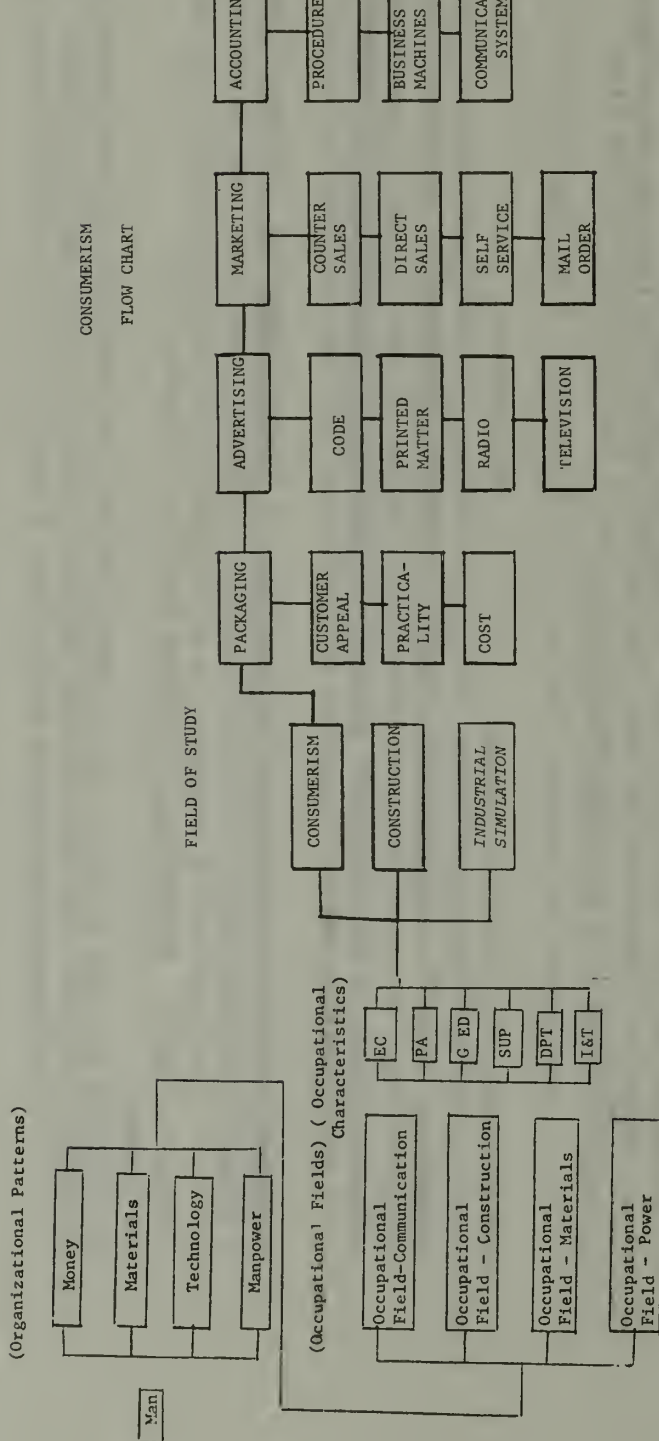 CONSUMERISM
FLOW CHART
(Organizational Patterns)
Man
Money
Materials
Technology
Manpower
(Occupational Fields) ( Occupational
Characteristics)
Occupational
Field-Communication
Occupational
Field - Construction
Occupational
Field - Materials
Occupational
Field - Power
EC
PA
G ED
SUP
DPT
I&T
FIELD OF STUDY
CONSUMERISM
CONSTRUCTION
INDUSTRIAL
SIMULATION
PACKAGING
CUSTOMER
APPEAL
PRACTICA-
LITY
COST
ADVERTISING
CODE
PRINTED
MATTER
RADIO
TELEVISION
MARKETING
COUNTER
SALES
DIRECT
SALES
SELF
SERVICE
MAIL
ORDER
ACCOUNTIN
PROCEDURE
BUSINESS
MACHINES
COMMUNICA
SYSTEM